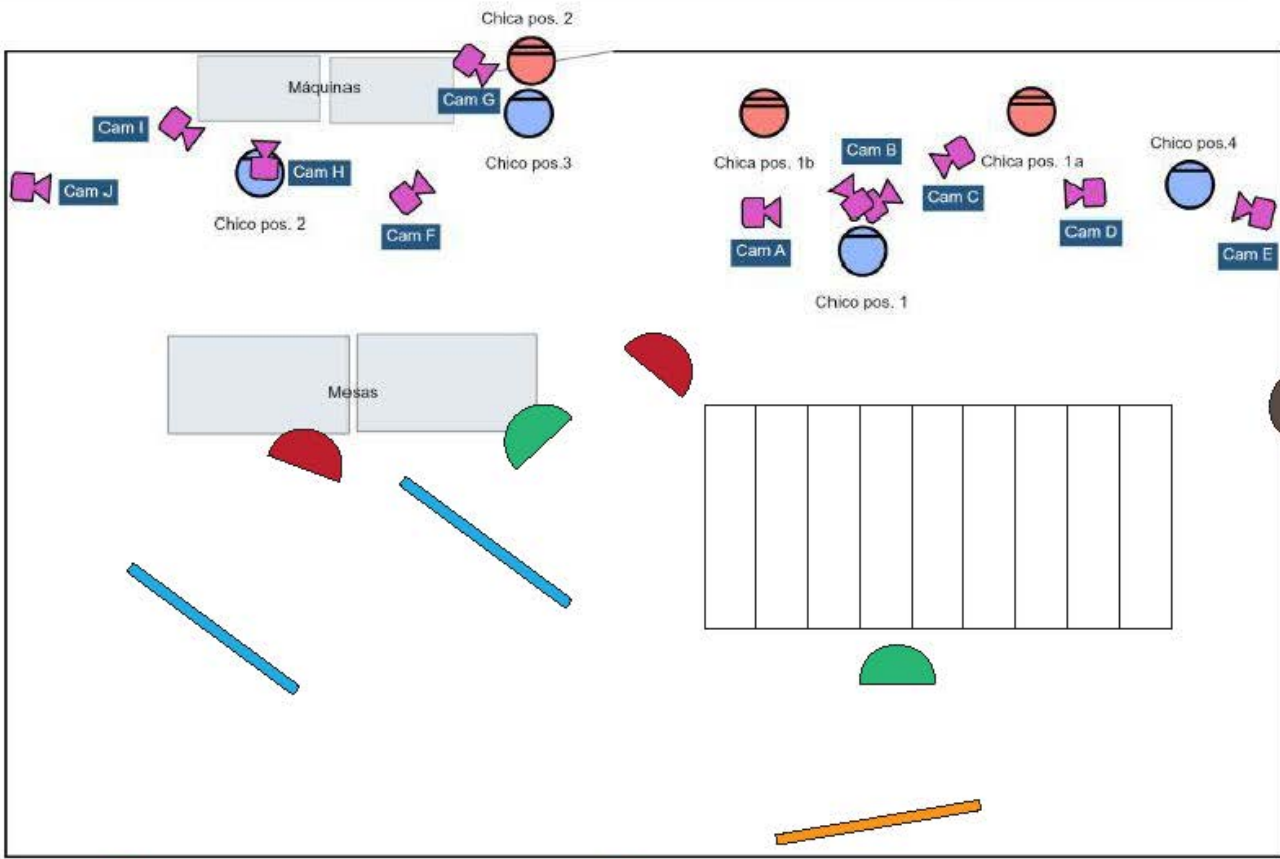 Chica pos. 2
Máquinas
Cam G
Cam I
Chico pos.3
Cam H
Cam J
Chico pos. 2
Cam F
Chica pos. 1b
Cam B
Chica pos. 1a
Chico pos.4
Cam C
Cam A
Cam D
Cam E
Chico pos. 1
Mesas